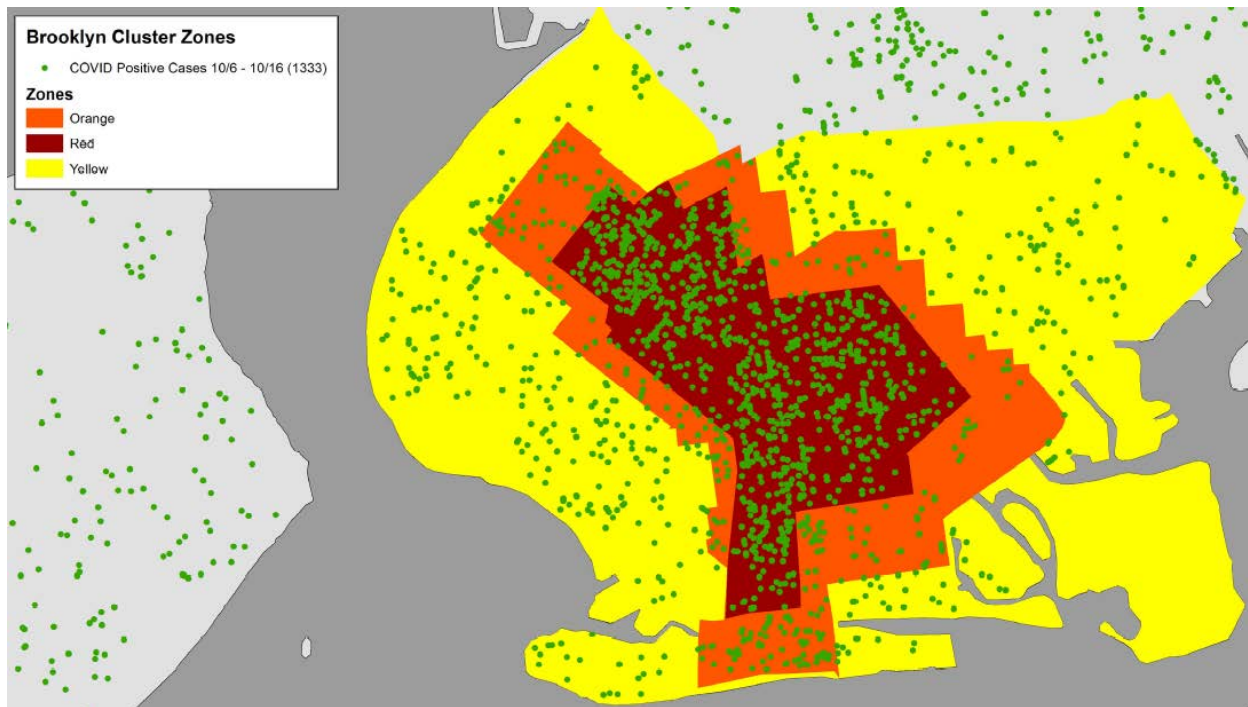 Brooklyn Cluster Zones
COVID Positive Cases 10/6 - 10/16 (1333)
Zones
Orange
Red
Yellow